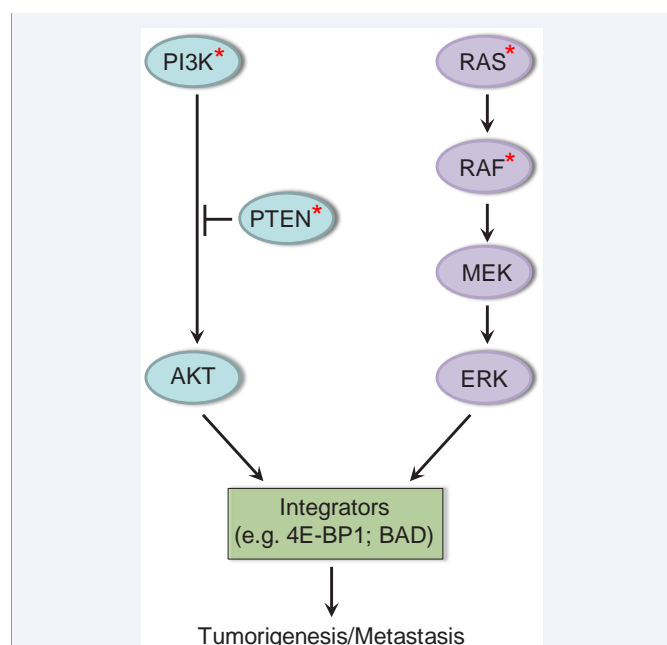 PI3K*
RAS*
RAF*
PTEN*
MEK
AKT
ERK
Integrators
(e.g. 4E-BP1; BAD)
Tumorigenesis/Metastasis